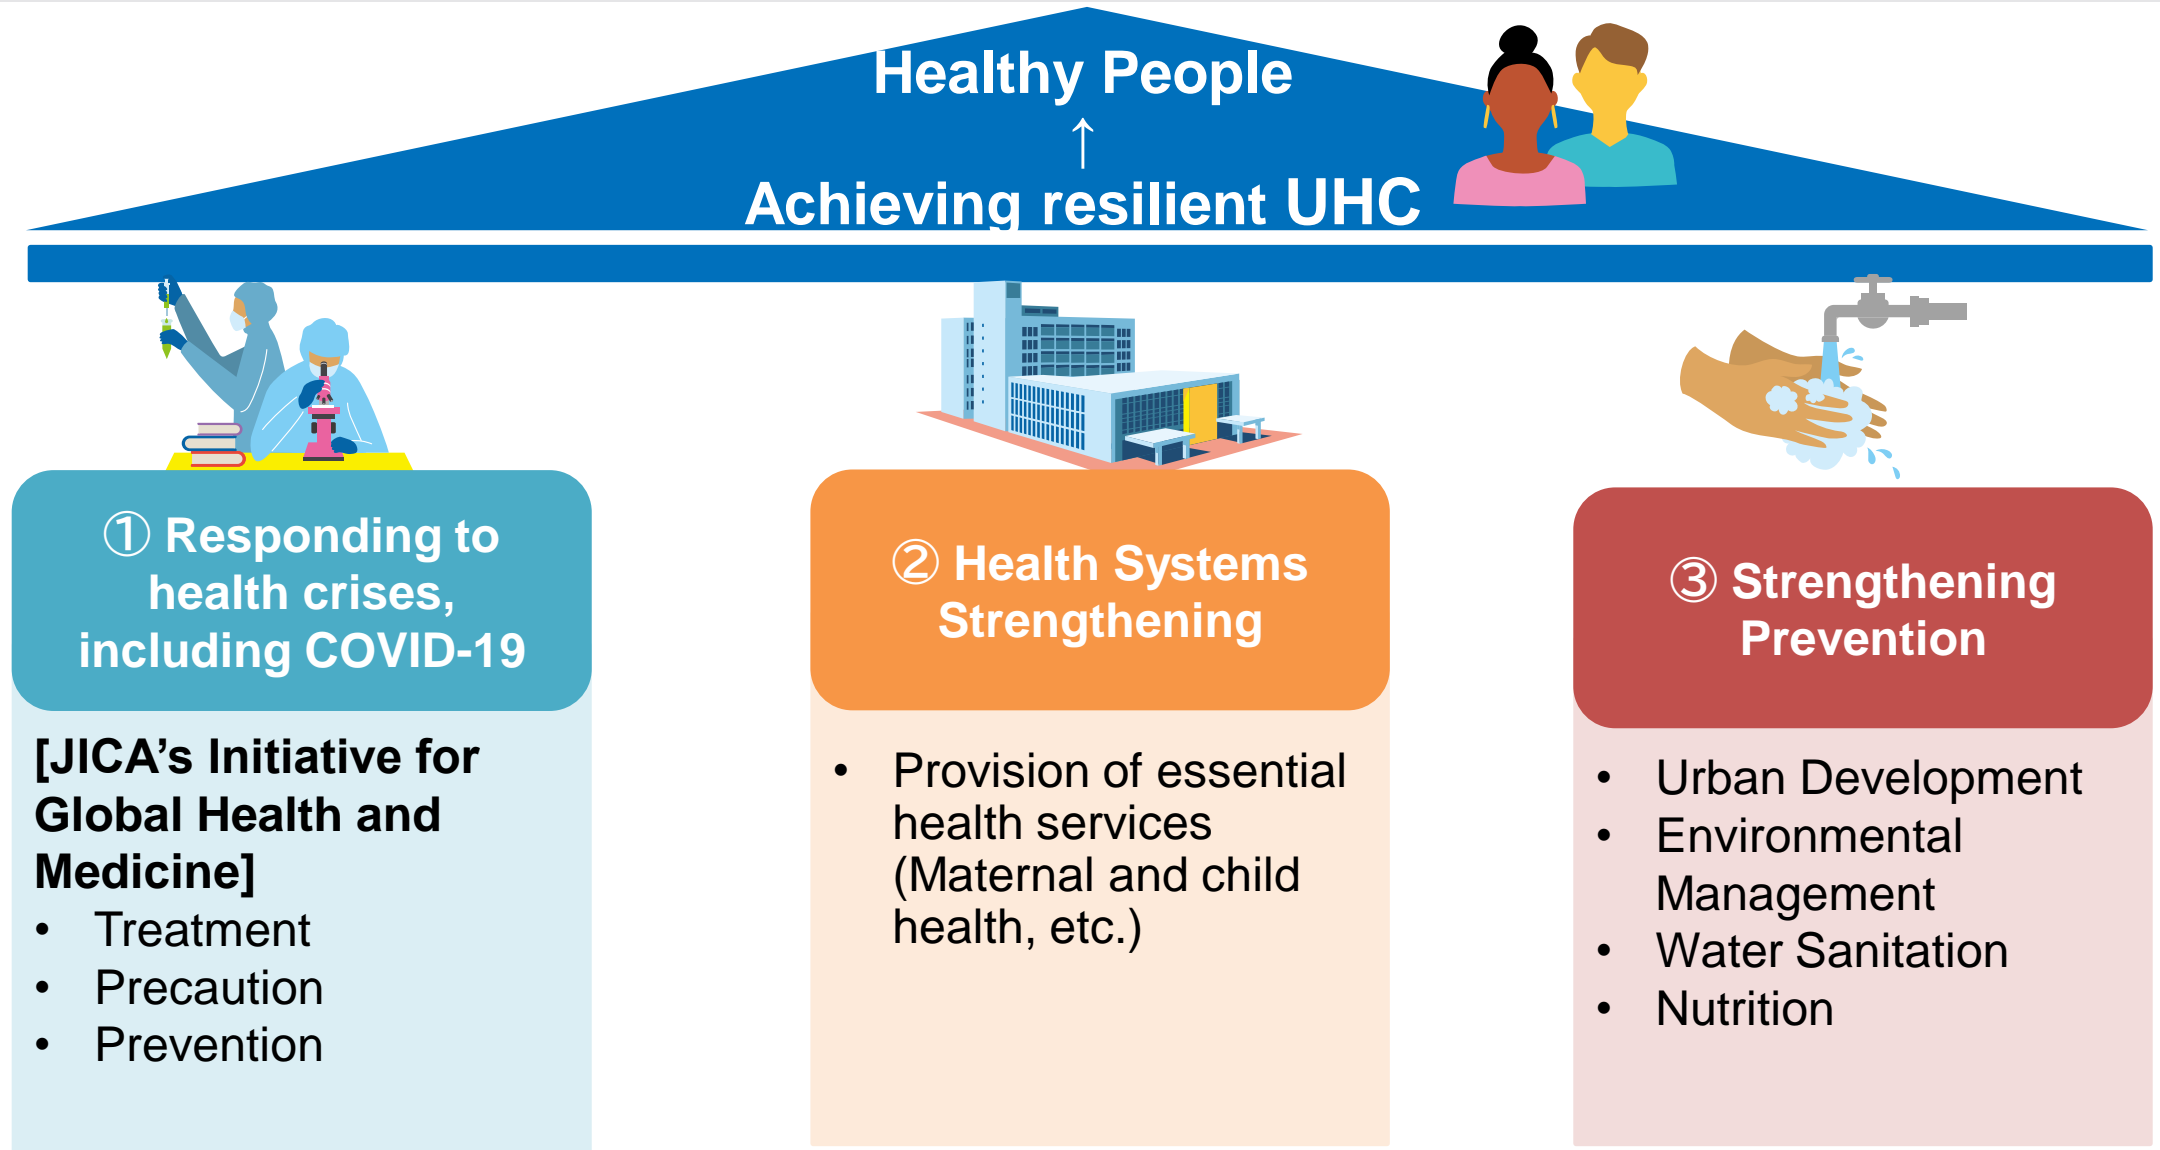 Healthy People
↑
Achieving resilient UHC
① Responding to
health crises,
including COVID-19
[JICA’s Initiative for
Global Health and
Medicine]
• Treatment
• Precaution
• Prevention
② Health Systems
Strengthening
• Provision of essential
health services
(Maternal and child
health, etc.)
③ Strengthening
Prevention
• Urban Development
• Environmental
Management
• Water Sanitation
• Nutrition